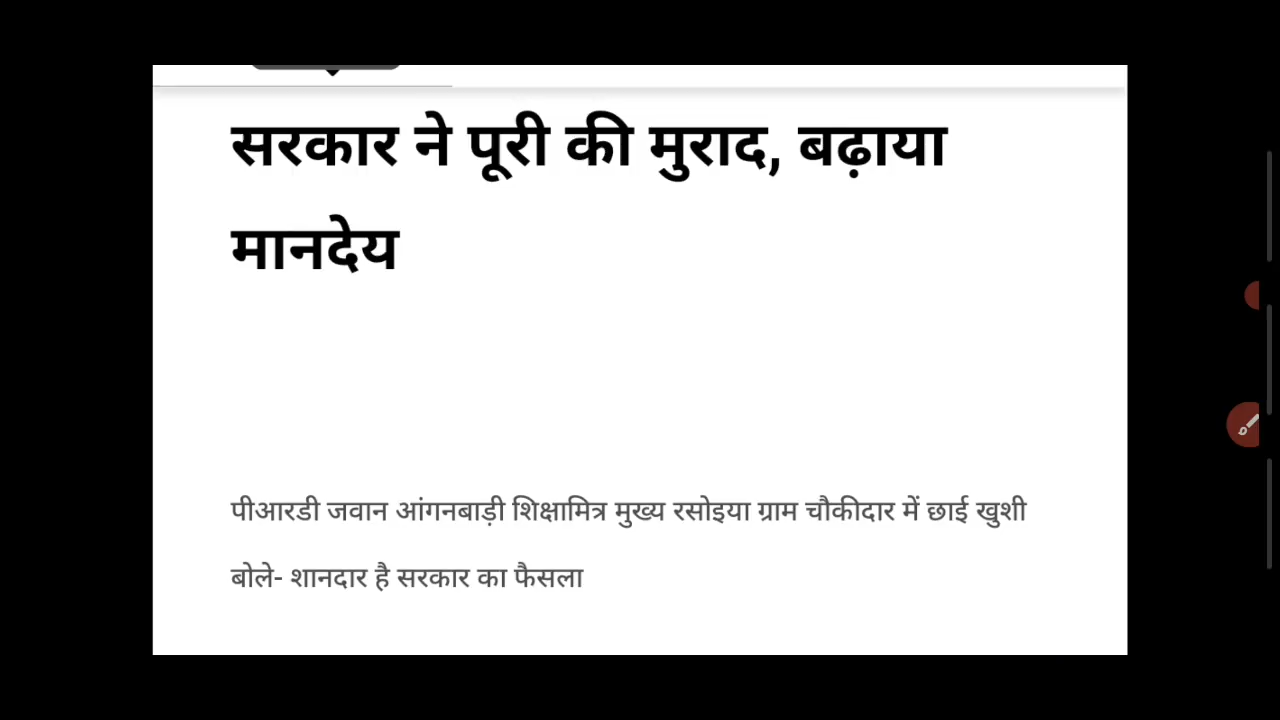 सरकार ने पूरी की मुराद, बढ़ाया
मानदेय
पीआरडी जवान आंगनबाड़ी शिक्षामित्र मुख्य रसोइया ग्राम चौकीदार में छाई खुशी
बोले- शानदार है सरकार का फैसला